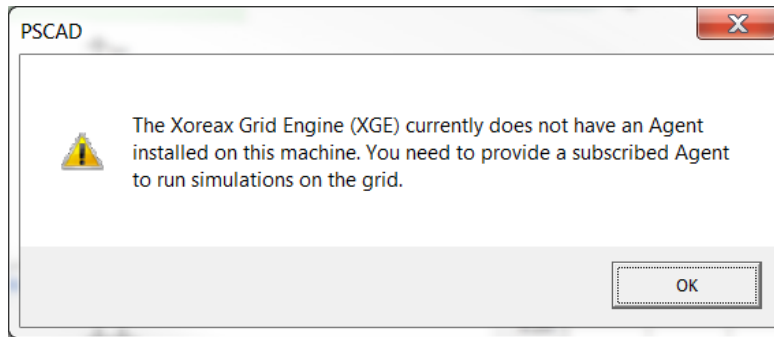 PSCAD
The Xoreax Grid Engine (XGE) currently does not have an Agent
installed on this machine. You need to provide a subscribed Agent
to run simulations on the grid.
OK